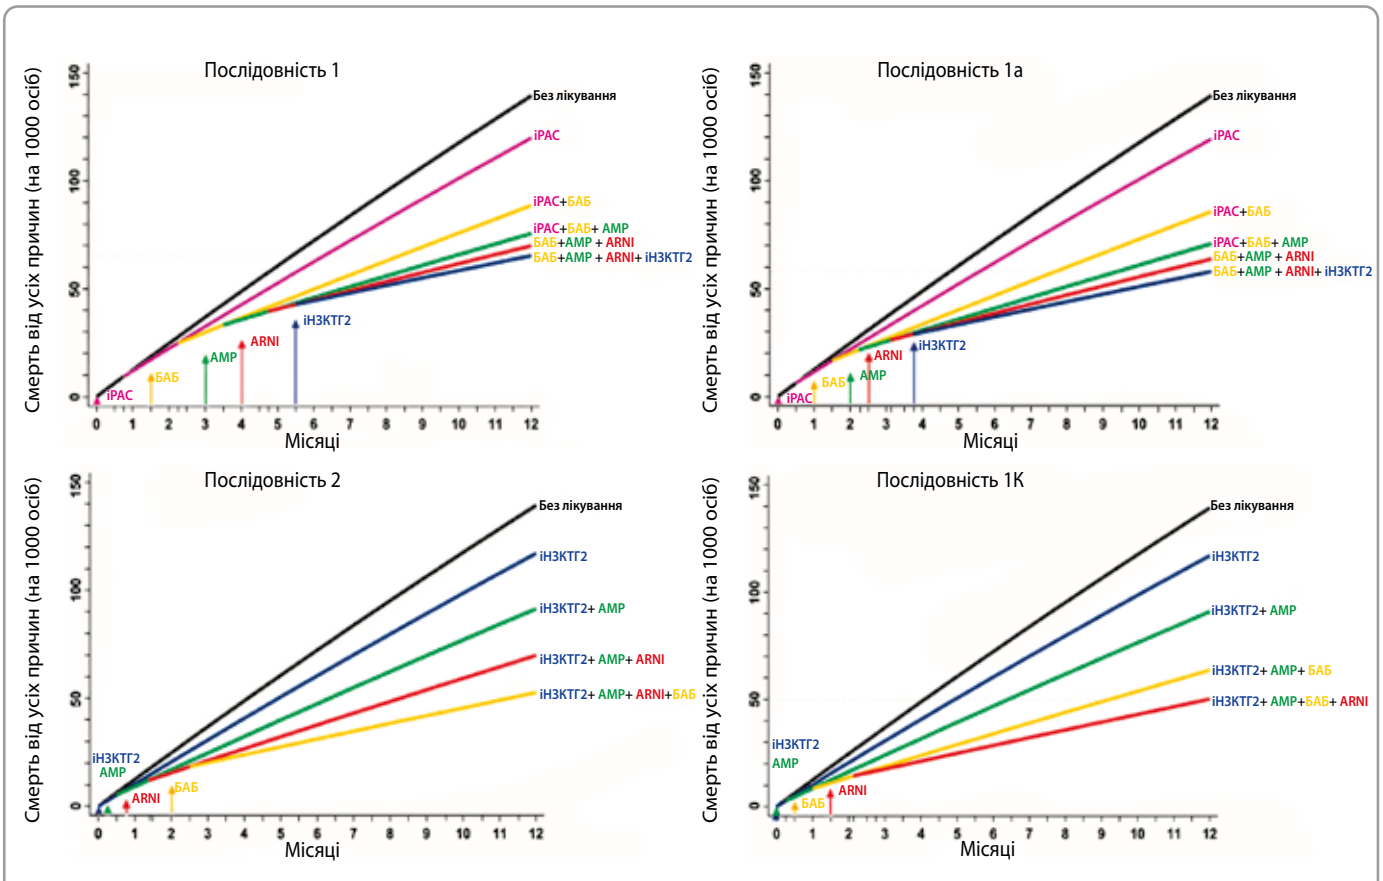 Послідовність 1
Смерть від усіх причин (на 1000 осіб)
150
100
50
0
Без лікування
іРАС
іРАС+БАБ
іРАС+БАБ+ АМР
БАБ+АМР + ARNI
БАБ+АМР + ARNI+ іНЗКТГ2
іРАС
БАБ
АМР
ARNI
іНЗКТГ2
0 1 2 3 4 5 6 7 8 9 10 11 12
Місяці
Послідовність 1а
Смерть від усіх причин (на 1000 осіб)
150
100
50
0
Без лікування
іРАС
іРАС+БАБ
іРАС+БАБ+ АМР
БАБ+АМР + ARNI
БАБ+АМР + ARNI+ іНЗКТГ2
іРАС
БАБ
АМР
ARNI
іНЗКТГ2
0 1 2 3 4 5 6 7 8 9 10 11 12
Місяці
Послідовність 2
Смерть від усіх причин (на 1000 осіб)
150
100
50
0
Без лікування
іНЗКТГ2
іНЗКТГ2+ АМР
іНЗКТГ2+ АМР+ ARNI
іНЗКТГ2+ АМР+ ARNI+БАБ
іНЗКТГ2
АМР
ARNI
БАБ
0 1 2 3 4 5 6 7 8 9 10 11 12
Місяці
Послідовність 1К
Смерть від усіх причин (на 1000 осіб)
150
100
50
0
Без лікування
іНЗКТГ2
іНЗКТГ2+ АМР
іНЗКТГ2+ АМР+ БАБ
іНЗКТГ2+ АМР+БАБ+ ARNI
іНЗКТГ2
АМР
БАБ
ARNI
0 1 2 3 4 5 6 7 8 9 10 11 12
Місяці